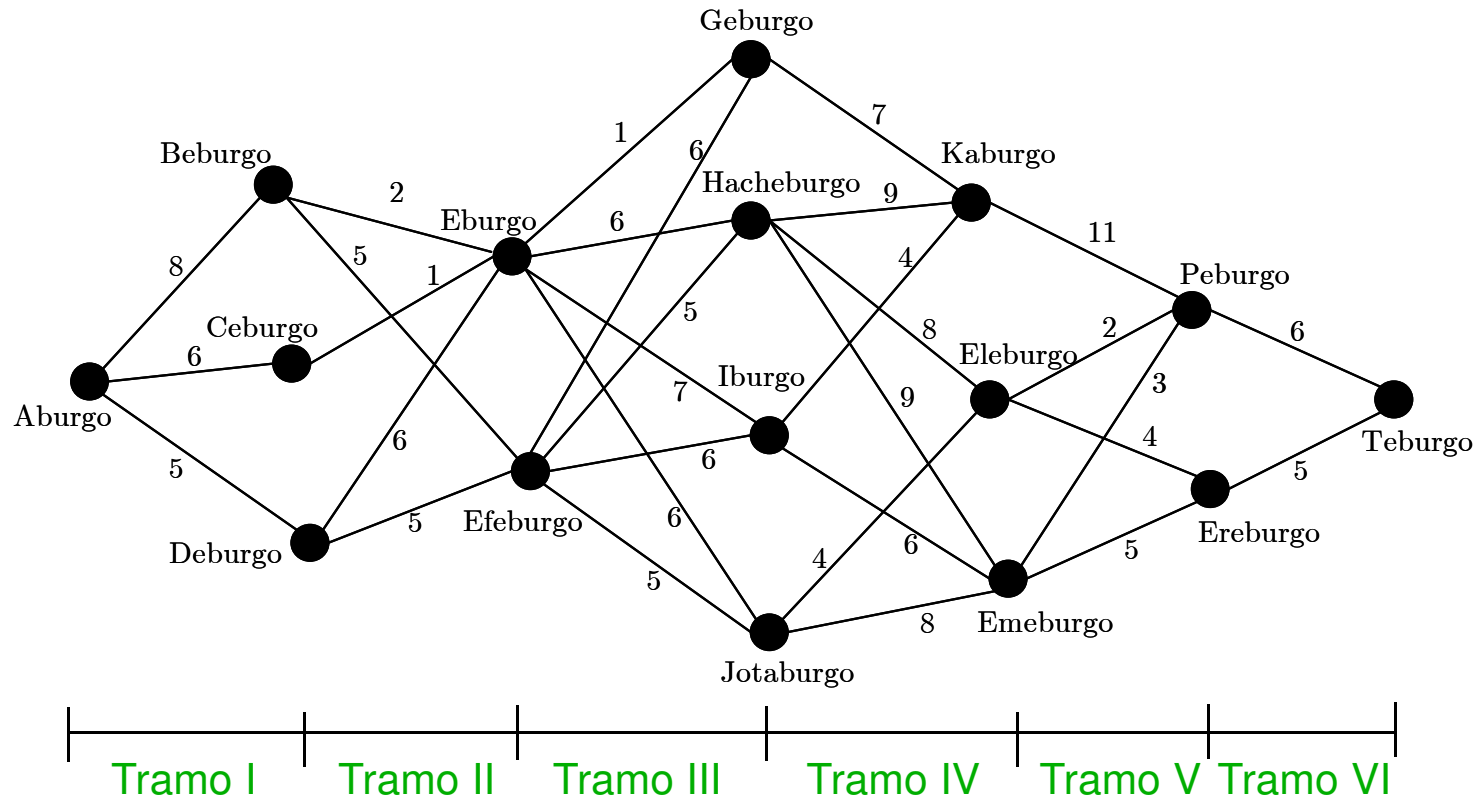 Geburgo
7
1
6
Beburgo
Kaburgo
Hacheburgo
2
9
Eburgo
6
11
5
4
8
1
Peburgo
5
Ceburgo
8
2
6
6
Eleburgo
Iburgo
3
7
9
Aburgo
6
4
Teburgo
5
6
5
5
Efeburgo
6
Ereburgo
Deburgo
6
5
5
4
8
Emeburgo
Jotaburgo
Tramo I Tramo II Tramo III Tramo IV Tramo V Tramo VI